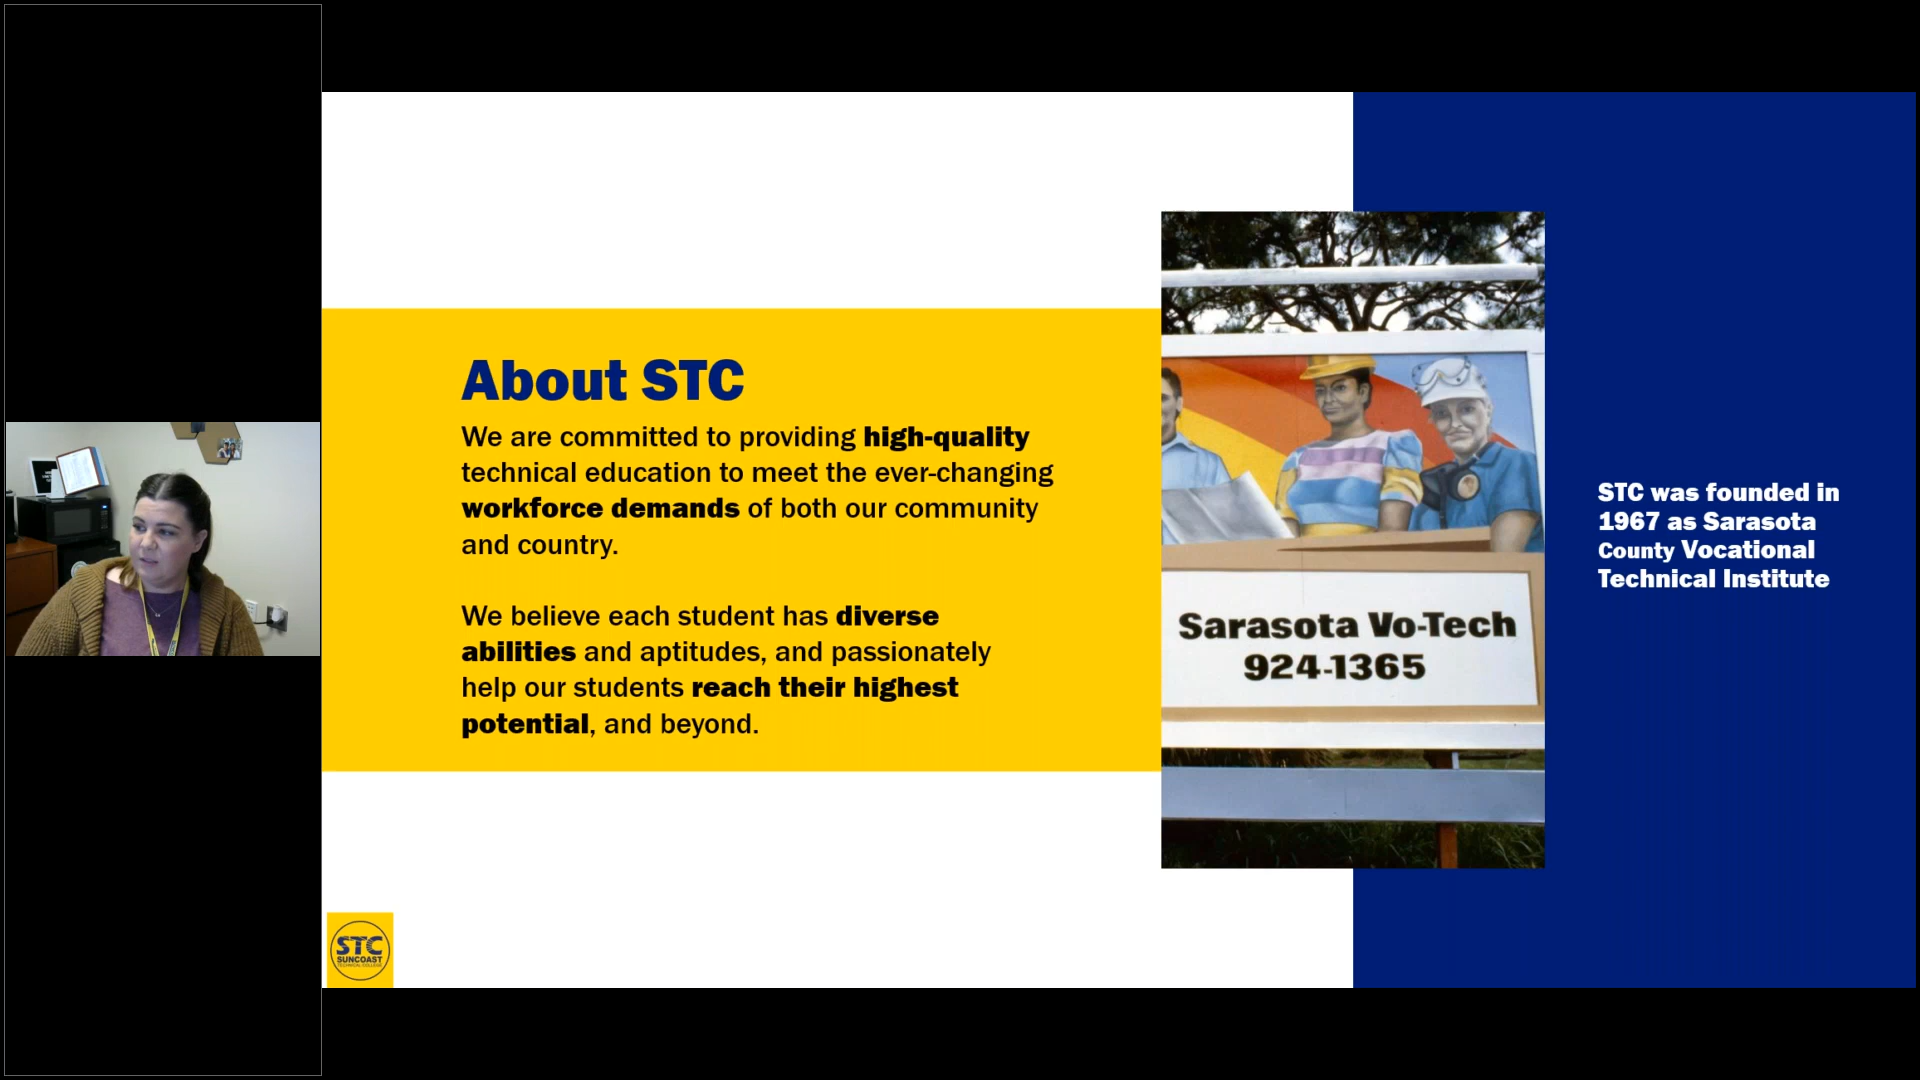 About STC
We are committed to providing high-quality
technical education to meet the ever-changing
workforce demands of both our community
and country.
We believe each student has diverse
abilities and aptitudes, and passionately
help our students reach their highest
potential, and beyond.
Sarasota Vo-Tech
924-1365
STC was founded in
1967 as Sarasota
County Vocational
Technical Institute
STC
SUNCOAST
TECHNICAL COLLEGE